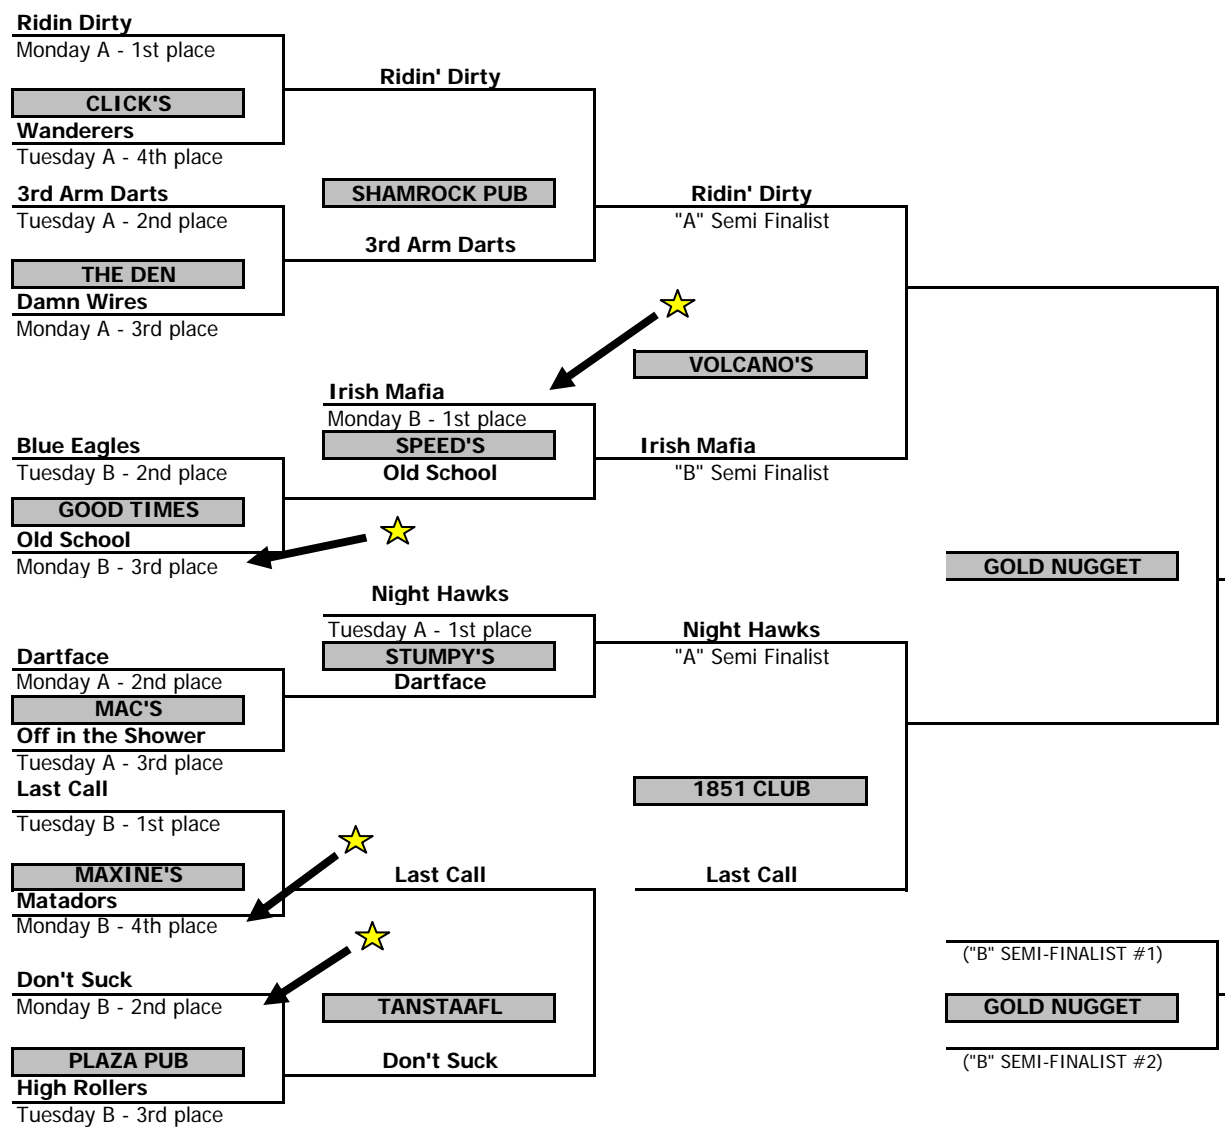 Ridin Dirty
Monday A - 1st place
Ridin' Dirty
CLICK'S
Wanderers
Tuesday A - 4th place
3rd Arm Darts
SHAMROCK PUB
Ridin' Dirty
Tuesday A - 2nd place
"A" Semi Finalist
3rd Arm Darts
THE DEN
Damn Wires
Monday A - 3rd place
VOLCANO'S
Irish Mafia
Monday B - 1st place
Blue Eagles
SPEED'S
Irish Mafia
Tuesday B - 2nd place
Old School
"B" Semi Finalist
GOOD TIMES
Old School
Monday B - 3rd place
GOLD NUGGET
Night Hawks
Tuesday A - 1st place
Night Hawks
Dartface
STUMPY'S
"A" Semi Finalist
Monday A - 2nd place
Dartface
MAC'S
Off in the Shower
Tuesday A - 3rd place
Last Call
1851 CLUB
Tuesday B - 1st place
MAXINE'S
Last Call
Last Call
Matadors
Monday B - 4th place
("B" SEMI-FINALIST #1)
Don't Suck
Monday B - 2nd place
TANSTAAFL
GOLD NUGGET
PLAZA PUB
Don't Suck
("B" SEMI-FINALIST #2)
High Rollers
Tuesday B - 3rd place